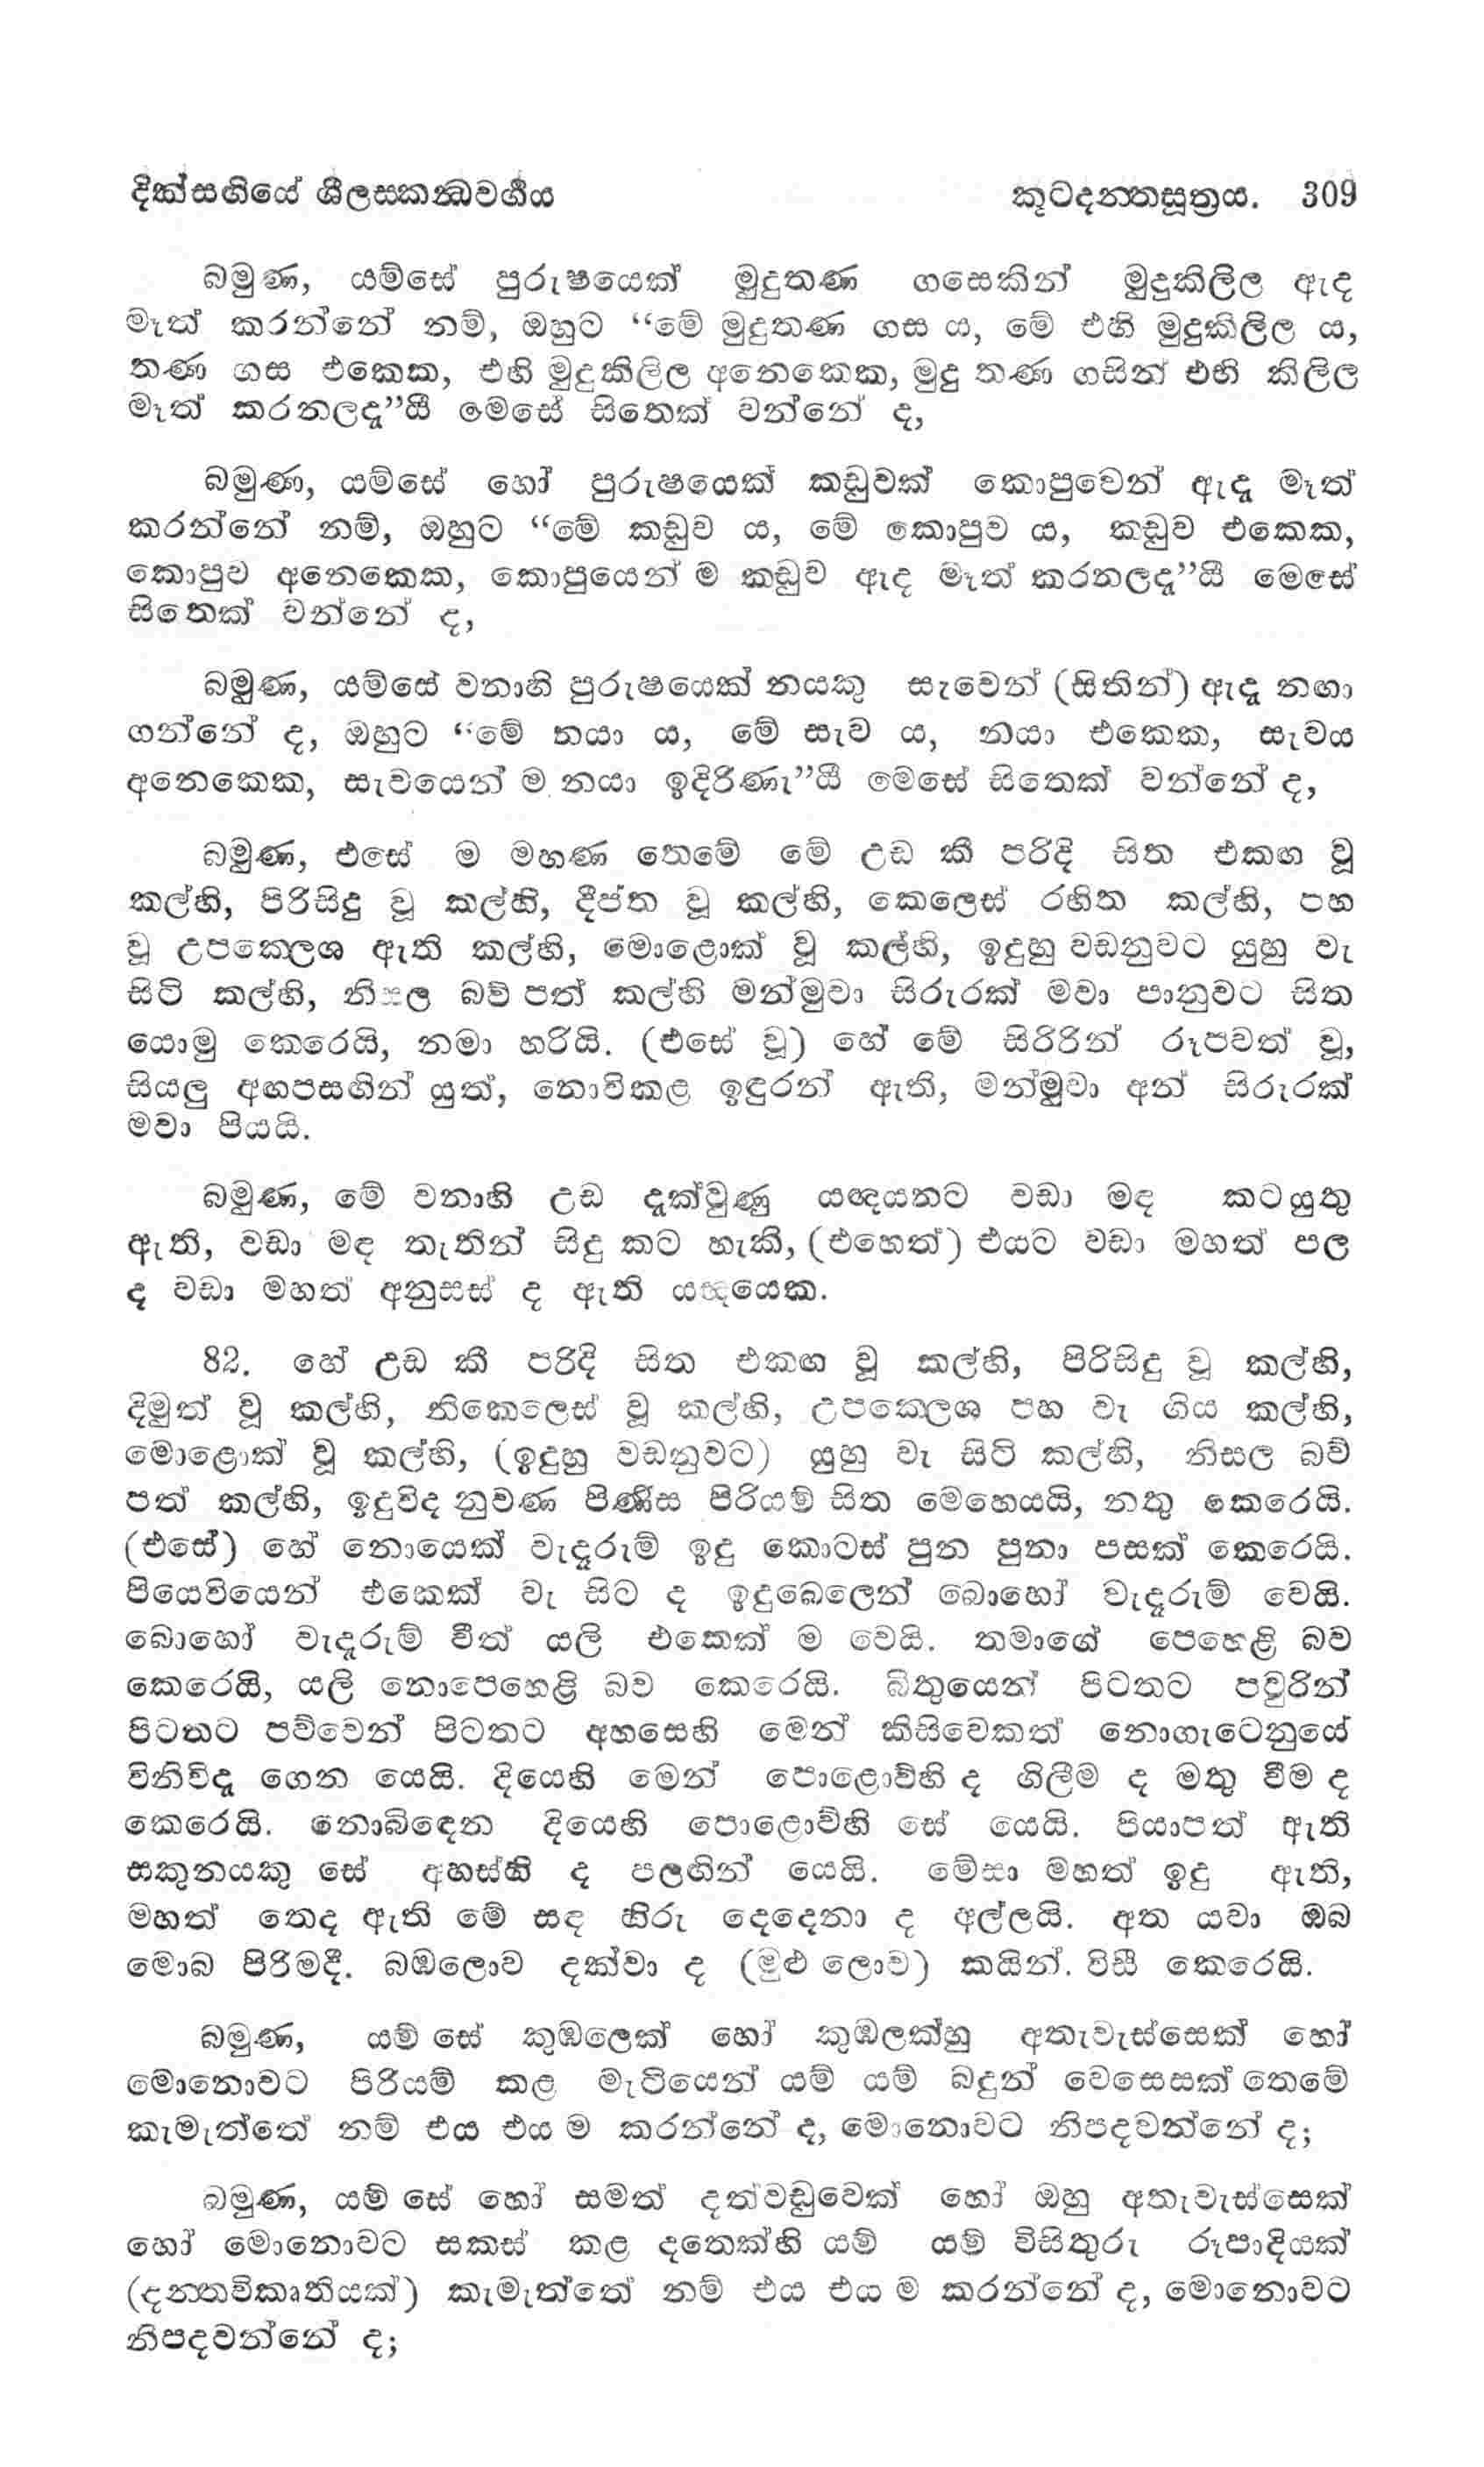 දික්සඟියේ ශීලස්කන්‍ධවර්‍ගය කූටදන්තසූත්‍රය. 309
බමුණ, යම්සේ පුරුෂයෙක් මුදුතණ ගසෙකින් මුදුකිලිල ඇද
මෑත් කරන්නේ නම්, ඔහුට “මේ මුදුතණ ගස ය, මේ එහි මුදුකිලිල ය,
තණ ගස එකෙක, එහි මුදුකිලිල අනෙකෙක, මුදු තණ ගසින් එහි කිලිල
මෑත් කරනලදූ”යී මෙසේ සිතෙක් වන්නේ ද,
බමුණ, යම්සේ හෝ පුරුෂයෙක් කඩුවක් කොපුවෙන් ඇදැ මෑත්
කරන්නේ නම්, ඔහුට “මේ කඩුව ය, මේ කොපුව ය, කඩුව එකෙක,
කොපුව අනෙකෙක, කොපුයෙන් ම කඩුව ඇද මෑත් කරනලදූ”යී මෙසේ
සිතෙක් වන්නේ ද,
බමුණ, යම්සේ වනාහි පුරුෂයෙක් නයකු සැවෙන් (සිතින්) ඇදැ නඟා
ගන්නේ ද, ඔහුට “මේ නයා ය, මේ සැව ය, නයා එකෙක, සැවය
අනෙකෙක, සැවයෙන් ම නයා ඉදිරිණැ”යී මෙසේ සිතෙක් වන්නේ ද,
බමුණ, එසේ ම මහණ තෙමේ මේ උඩ කී පරිදි සිත එකඟ වූ
කල්හි, පිරිසිදු වූ කල්හි, දීප්ත වූ කල්හි, කෙලෙස් රහිත කල්හි, පහ
වූ උපක්ලෙශ ඇති කල්හි, මොළොක් වූ කල්හි, ඉදුහු වඩනුවට යුහු වැ
සිටි කල්හි, නිසල බව් පත් කල්හි මන්මුවා සිරුරක් මවා පානුවට සිත
යොමු කෙරෙයි, නමා හරියි. (එසේ වූ) හේ මේ සිරිරින් රූපවත් වූ,
සියලු අඟපසඟින් යුත්, නොවිකළ ඉඳුරන් ඇති, මන්මුවා අන් සිරුරක්
මවා පියයි.
බමුණ, මේ වනාහි උඩ දැක්වුණු යඥයනට වඩා මඳ කටයුතු
ඇති, වඩා මඳ තැතින් සිදු කට හැකි, (එහෙත්) එයට වඩා මහත් පල
ද වඩා මහත් අනුසස් ද ඇති යඥයෙක.
82. හේ උඩ කී පරිදි සිත එකඟ වූ කල්හි, පිරිසිදු වූ කල්හි,
දිමුත් වූ කල්හි, නිකෙලෙස් වූ කල්හි, උපක්ලෙශ පහ වැ ගිය කල්හි,
මොළොක් වූ කල්හි, (ඉදුහු වඩනුවට) යුහු වැ සිටි කල්හි, නිසල බව්
පත් කල්හි, ඉදුවිද නුවණ පිණිස පිරියම් සිත මෙහෙයයි, නතු කෙරෙයි.
(එසේ) හේ නොයෙක් වැදෑරුම් ඉදු කොටස් පුන පුනා පසක් කෙරෙයි.
පියෙවියෙන් එකෙක් වැ සිට ද ඉදුබෙලෙන් බොහෝ වැදෑරුම් වෙයි.
බොහෝ වැදෑරුම් වීත් යලි එකෙක් ම වෙයි. තමාගේ පෙහෙළි බව
කෙරෙයි, යලි නොපෙහෙළි බව කෙරෙයි. බිතුයෙන් පිටතට පවුරින්
පිටතට පව්වෙන් පිටතට අහසෙහි මෙන් කිසිවෙකත් නොගැටෙනුයේ
විනිවිදැ ගෙන යෙයි. දියෙහි මෙන් පොළොව්හි ද ගිලීම ද මතු වීම ද
කෙරෙයි. නොබිඳෙන දියෙහි පොළොව්හි සේ යෙයි. පියාපත් ඇති
සකුනයකු සේ අහස්හි ද පලඟින් යෙයි. මේසා මහත් ඉදු ඇති,
මහත් තෙද ඇති මේ සඳ හිරු දෙදෙනා ද අල්ලයි. අත යවා ඔබ
මොබ පිරිමදී. බඹලොව දක්වා ද (මුළු ලොව) කයින්. විසී කෙරෙයි.
බමුණ, යම් සේ කුඹලෙක් හෝ කුඹලක්හු අතැවැස්සෙක් හෝ
මොනොවට පිරියම් කළ මැටියෙන් යම් යම් බඳුන් වෙසෙසක් තෙමේ
කැමැත්තේ නම් එය එය ම කරන්නේ ද, මොනොවට නිපදවන්නේ ද;
බමුණ, යම් සේ හෝ සමත් දත්වඩුවෙක් හෝ ඔහු අතැවැස්සෙක්
හෝ මොනොවට සකස් කළ දතෙක්හි යම් යම් විසිතුරු රූපාදියක්
(දන්තවිකෘතියක්) කැමැත්තේ නම් එය එය ම කරන්නේ ද, මොනොවට
නිපදවන්නේ ද;